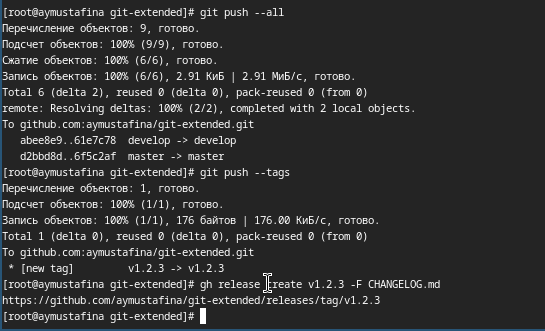 [root@aymustafina git-extended]# git push --all
Перечисление объектов: 9, готово.
Подсчет объектов: 100% (9/9), готово.
Сжатие объектов: 100% (6/6), готово.
Запись объектов: 100% (6/6), 2.91 КиБ | 2.91 МиБ/с, готово.
Total 6 (delta 2), reused 0 (delta 0), pack-reused 0 (from 0)
remote: Resolving deltas: 100% (2/2), completed with 2 local objects.
To github.com:aymustafina/git-extended.git
   abee8e9..61e7c78  develop -> develop
   d2bbd8d..6f5c2af  master -> master
[root@aymustafina git-extended]# git push --tags
Перечисление объектов: 1, готово.
Подсчет объектов: 100% (1/1), готово.
Запись объектов: 100% (1/1), 176 байтов | 176.00 КиБ/с, готово.
Total 1 (delta 0), reused 0 (delta 0), pack-reused 0 (from 0)
To github.com:aymustafina/git-extended.git
 * [new tag]         v1.2.3 -> v1.2.3
[root@aymustafina git-extended]# gh release create v1.2.3 -F CHANGELOG.md
https://github.com/aymustafina/git-extended/releases/tag/v1.2.3
[root@aymustafina git-extended]#